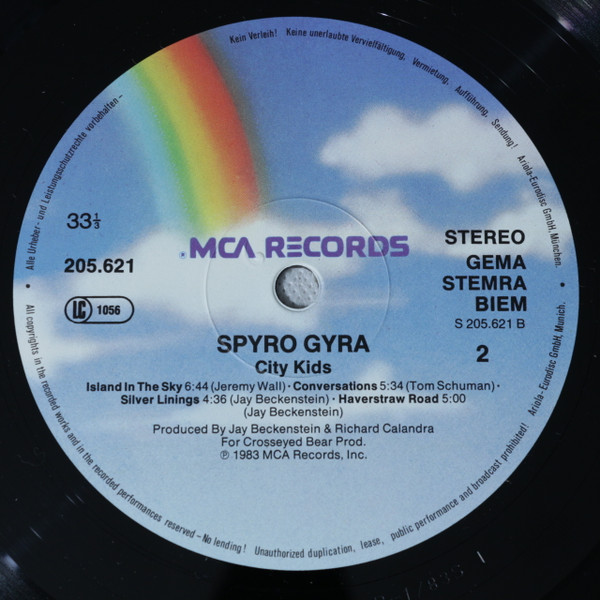 Alle Urheber- und Leistungsschutzrechte vorbehalten – Kein Verleih! Keine unerlaubte Vervielfältigung, Vermietung, Aufführung, Sendung! Ariola-Eurodisc GmbH, München.
33⅓
MCA RECORDS
205.621
STEREO
GEMA
STEMRA
BIEM
LC 1056
S 205.621 B
2
SPYRO GYRA
City Kids
Island In The Sky 6:44 (Jeremy Wall) · Conversations 5:34 (Tom Schuman) ·
Silver Linings 4:36 (Jay Beckenstein) · Haverstraw Road 5:00
(Jay Beckenstein)
Produced By Jay Beckenstein & Richard Calandra
For Crosseyed Bear Prod.
℗ 1983 MCA Records, Inc.
All copyrights in the recorded works and in the recorded performances reserved – No lending! Unauthorized duplication, lease, public performance and broadcast prohibited! Ariola-Eurodisc GmbH, Munich.